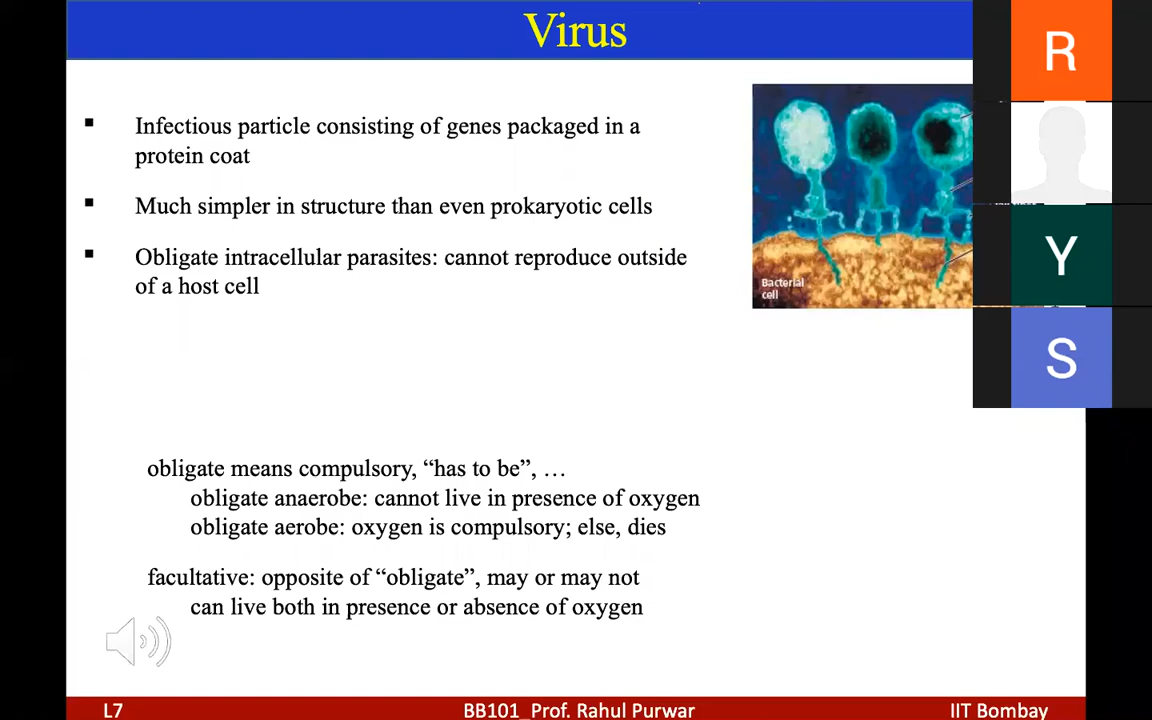 Virus
Infectious particle consisting of genes packaged in a
protein coat
Much simpler in structure than even prokaryotic cells
Obligate intracellular parasites: cannot reproduce outside
of a host cell
Bacterial
cell
obligate means compulsory, “has to be”, …
obligate anaerobe: cannot live in presence of oxygen
obligate aerobe: oxygen is compulsory; else, dies
facultative: opposite of “obligate”, may or may not
can live both in presence or absence of oxygen
L7
BB101_Prof. Rahul Purwar
IIT Bombay
R
Y
S